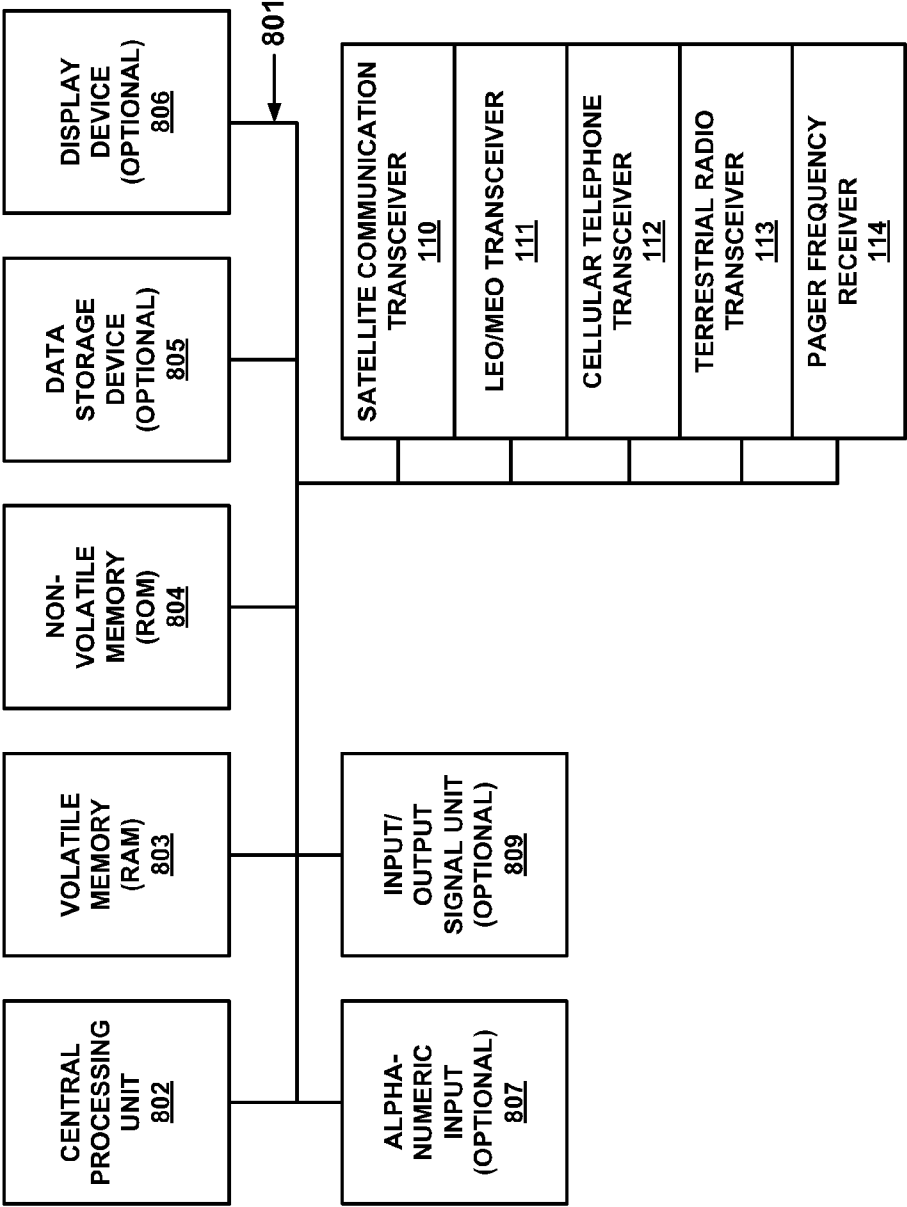 CENTRAL
PROCESSING
UNIT
802
VOLATILE
MEMORY
(RAM)
803
NON-
VOLATILE
MEMORY
(ROM)
804
DATA
STORAGE
DEVICE
(OPTIONAL)
805
DISPLAY
DEVICE
(OPTIONAL)
806
801
ALPHA-
NUMERIC
INPUT
(OPTIONAL)
807
INPUT/
OUTPUT
SIGNAL UNIT
(OPTIONAL)
809
SATELLITE COMMUNICATION
TRANSCEIVER
110
LEO/MEO TRANSCEIVER
111
CELLULAR TELEPHONE
TRANSCEIVER
112
TERRESTRIAL RADIO
TRANSCEIVER
113
PAGER FREQUENCY
RECEIVER
114